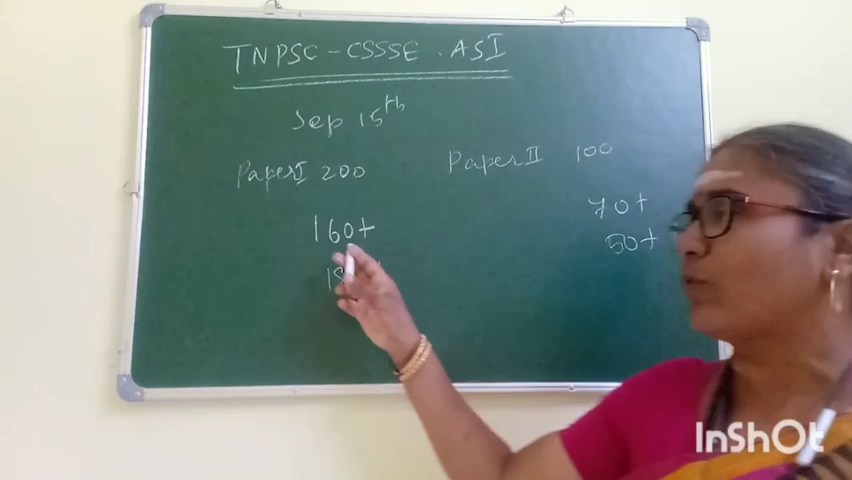 TNPSC - CSSSE . ASI
Sep 15th
Paper I 200 Paper II 100
160+ 70+
50+
InShOt